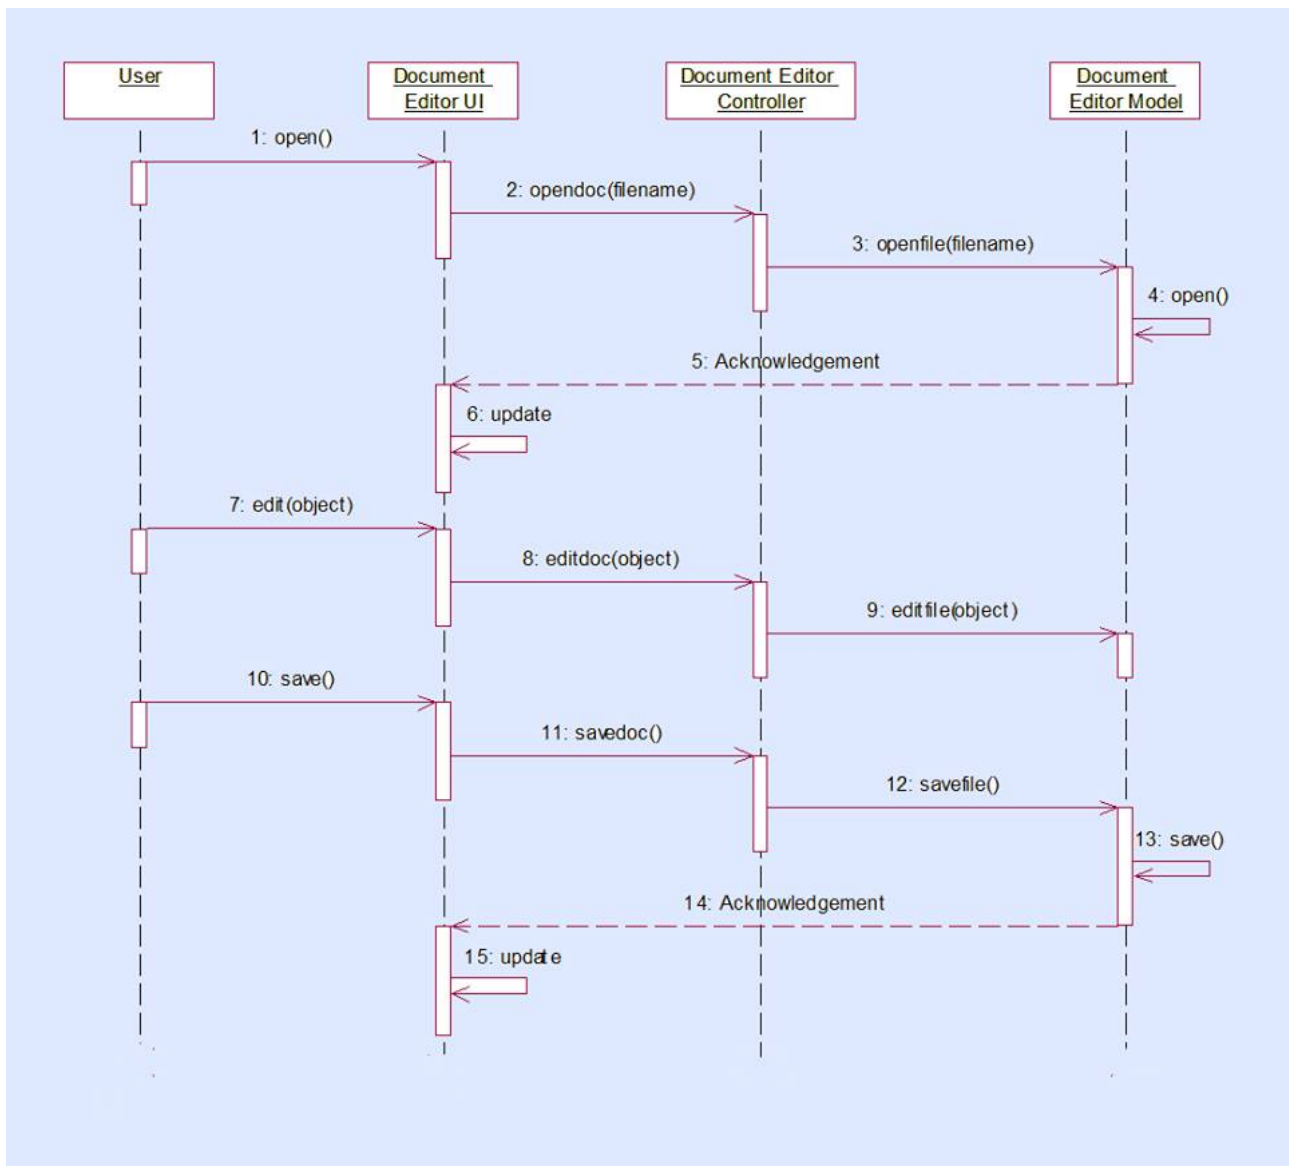 User
Document
Editor UI
Document Editor
Controller
Document
Editor Model
1: open()
2: opendoc(filename)
3: openfile(filename)
4: open()
5: Acknowledgement
6: update
7: edit(object)
8: editdoc(object)
9: editfile(object)
10: save()
11: savedoc()
12: savefile()
13: save()
14: Acknowledgement
15: update